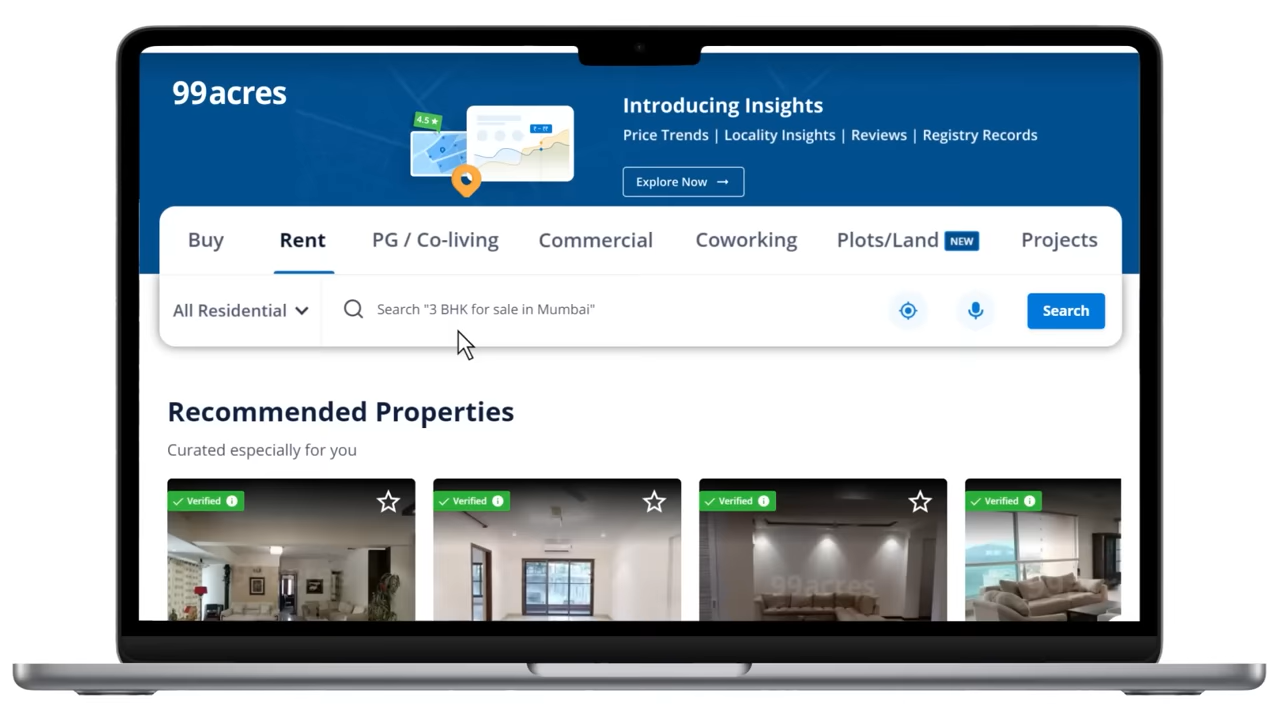 99acres
4.5 ★
Introducing Insights
Price Trends | Locality Insights | Reviews | Registry Records
Explore Now →
Buy
Rent
PG / Co-living
Commercial
Coworking
Plots/Land NEW
Projects
All Residential
Search "3 BHK for sale in Mumbai"
Search
Recommended Properties
Curated especially for you
Verified
Verified
Verified
Verified
99acres